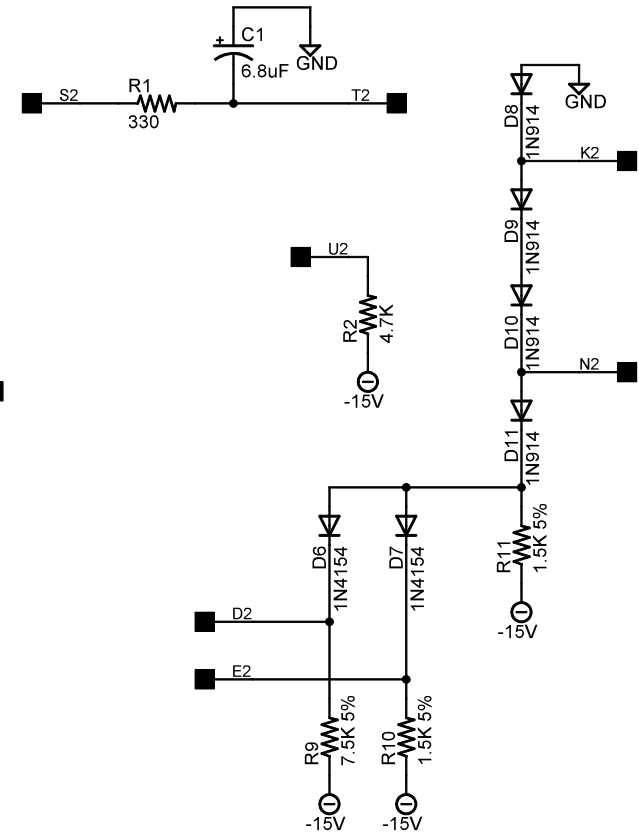 + C1
6.8uF
GND
S2
R1
330
T2
GND
D8
1N914
K2
D9
1N914
U2
R2
4.7K
-15V
D10
1N914
N2
D11
1N914
D6
1N4154
D7
1N4154
R11
1.5K 5%
-15V
D2
E2
R9
7.5K 5%
R10
1.5K 5%
-15V
-15V